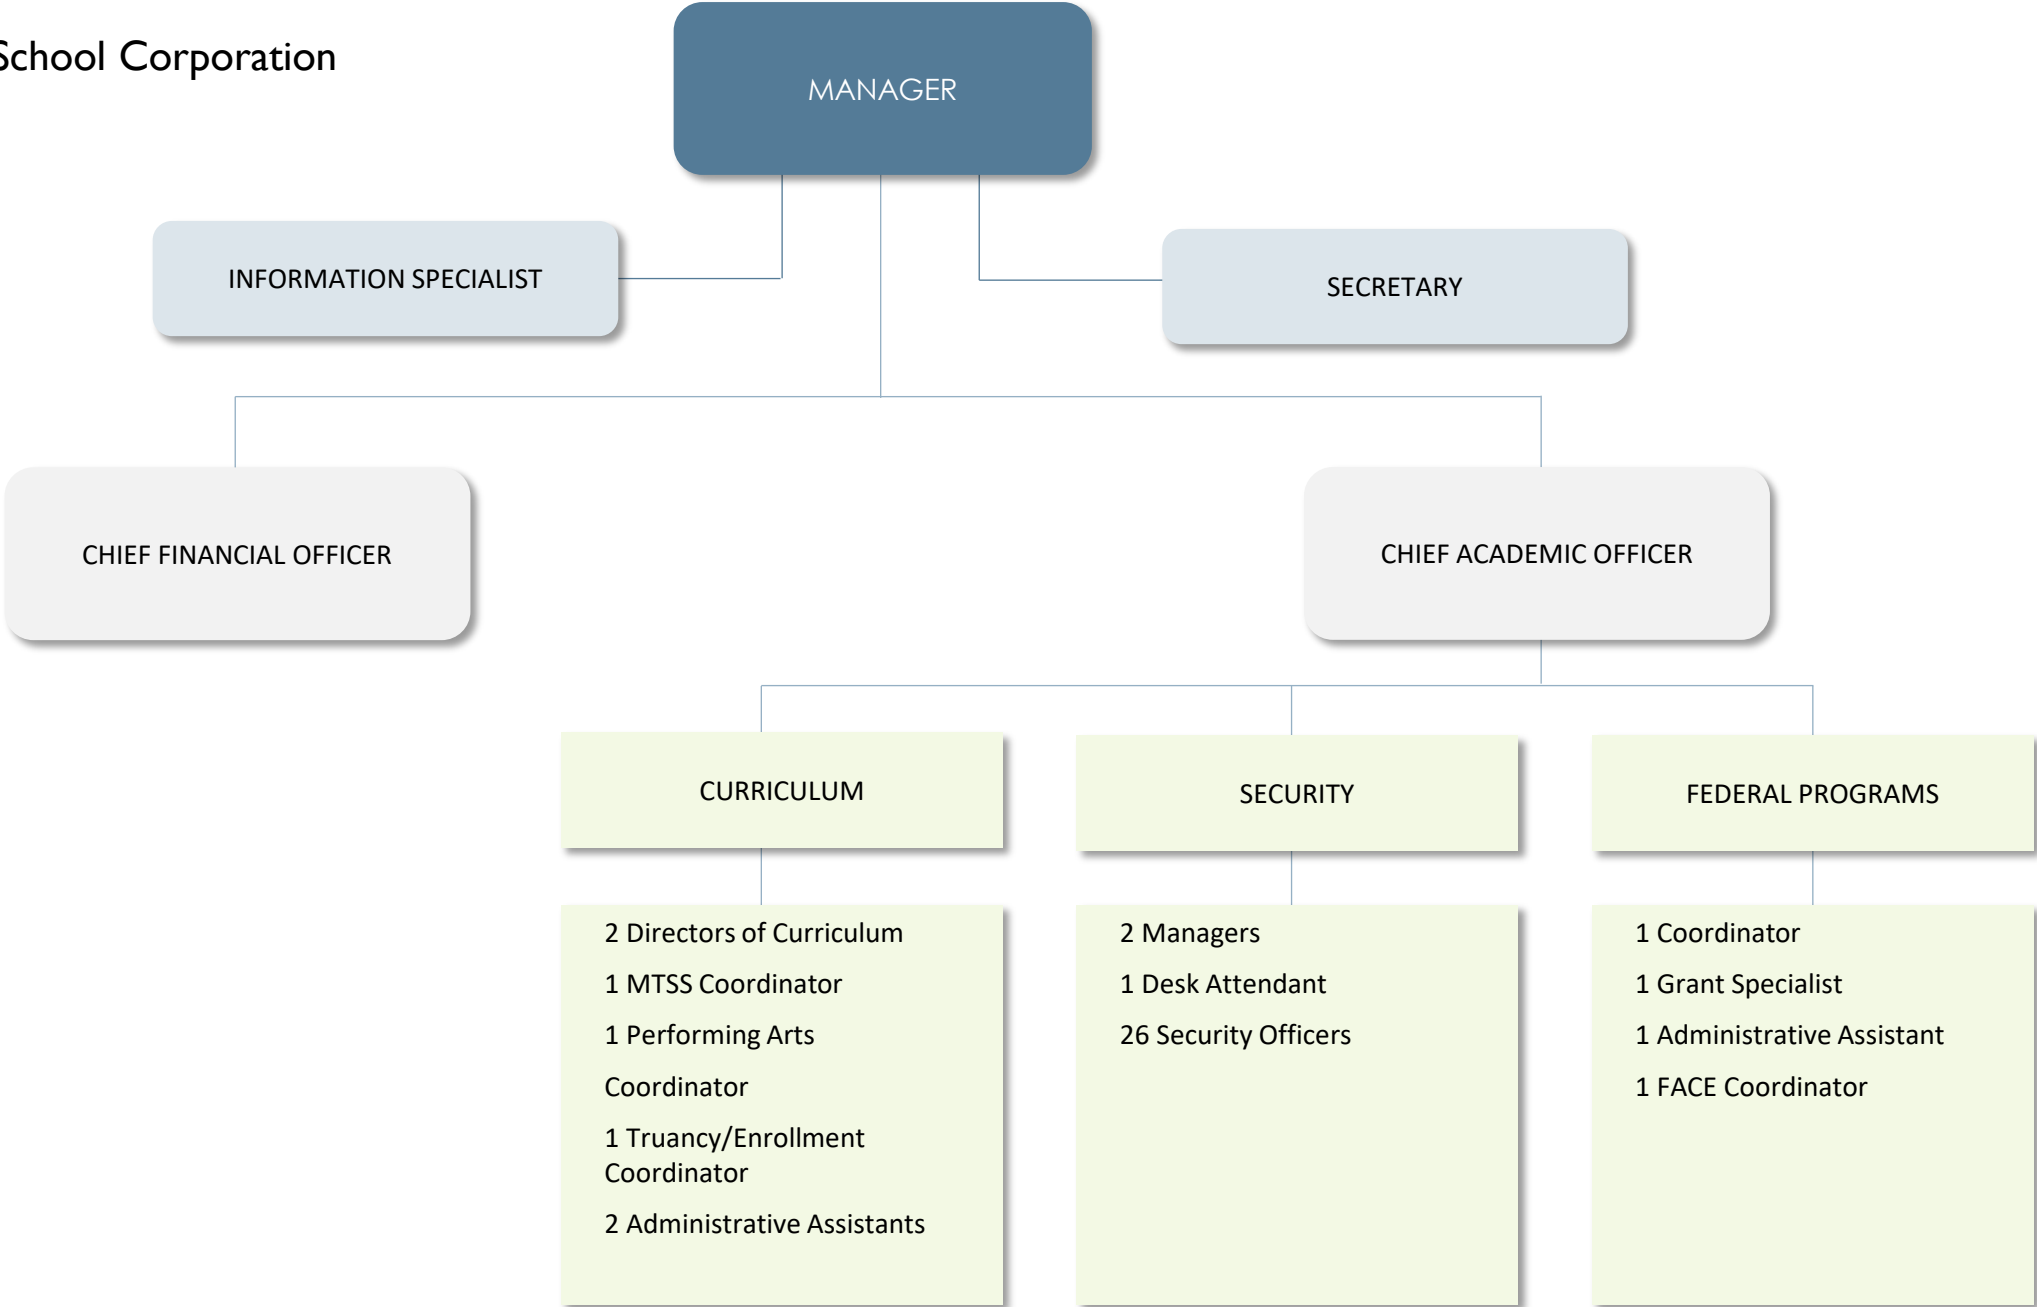 School Corporation
MANAGER
INFORMATION SPECIALIST
SECRETARY
CHIEF FINANCIAL OFFICER
CHIEF ACADEMIC OFFICER
CURRICULUM
SECURITY
FEDERAL PROGRAMS
2 Directors of Curriculum
1 MTSS Coordinator
1 Performing Arts
Coordinator
1 Truancy/Enrollment
Coordinator
2 Administrative Assistants
2 Managers
1 Desk Attendant
26 Security Officers
1 Coordinator
1 Grant Specialist
1 Administrative Assistant
1 FACE Coordinator